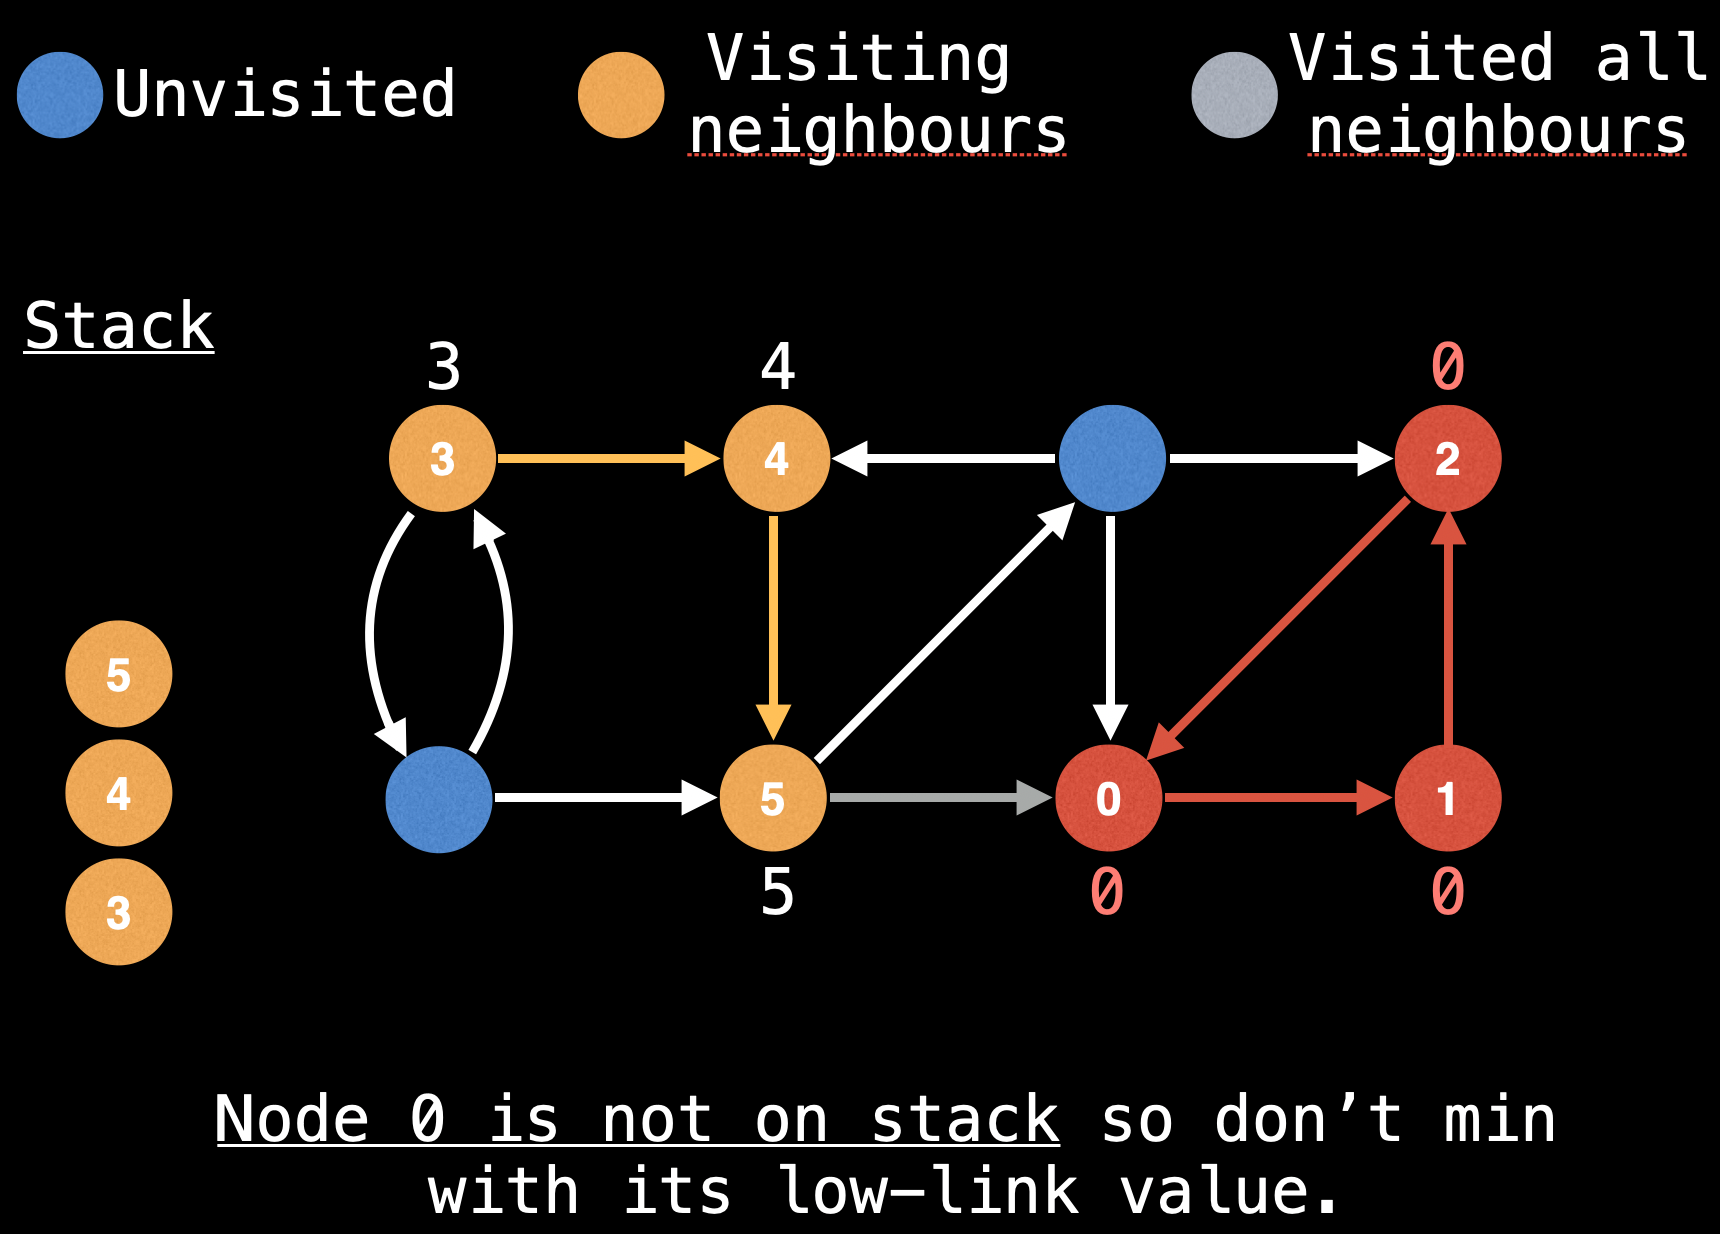 Unvisited
Visiting
neighbours
Visited all
neighbours
Stack
3
4
0
3
4
2
5
4
3
5
0
1
5
0
0
Node 0 is not on stack so don’t min
with its low-link value.